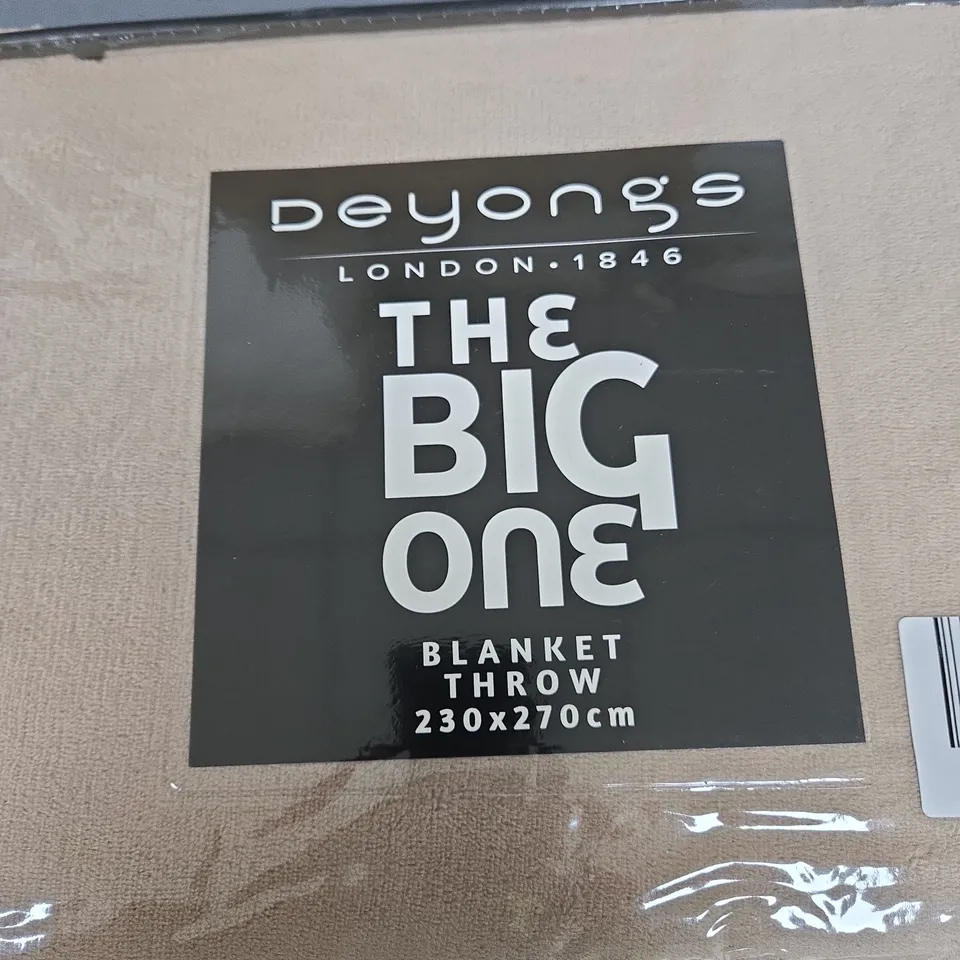 Deyongs
LONDON • 1846
THE
BIG
ONE
BLANKET
THROW
230x270cm